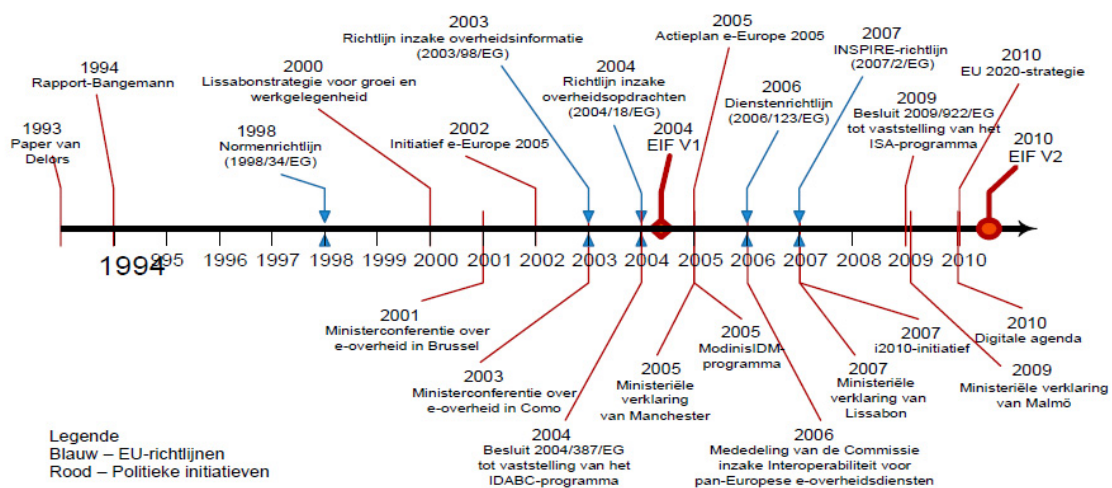 1993
Paper van
Delors
1994
Rapport-Bangemann
1998
Normenrichtlijn
(1998/34/EG)
2000
Lissabonstrategie voor groei en
werkgelegenheid
2002
Initiatief e-Europe 2005
2003
Richtlijn inzake overheidsinformatie
(2003/98/EG)
2004
Richtlijn inzake
overheidsopdrachten
(2004/18/EG)
2004
EIF V1
2005
Actieplan e-Europe 2005
2006
Dienstenrichtlijn
(2006/123/EG)
2007
INSPIRE-richtlijn
(2007/2/EG)
2009
Besluit 2009/922/EG
tot vaststelling van het
ISA-programma
2010
EU 2020-strategie
2010
EIF V2
1994 995 1996 1997 1998 1999 2000 2001 2002 2003 2004 2005 2006 2007 2008 2009 2010
2001
Ministerconferentie over
e-overheid in Brussel
2003
Ministerconferentie over
e-overheid in Como
2004
Besluit 2004/387/EG
tot vaststelling van het
IDABC-programma
2005
Ministeriële
verklaring
van Manchester
2005
ModinisIDM-
programma
2006
Mededeling van de Commissie
inzake Interoperabiliteit voor
pan-Europese e-overheidsdiensten
2007
Ministeriële
verklaring van
Lissabon
2007
i2010-initiatief
2009
Ministeriële verklaring
van Malmö
2010
Digitale agenda
Legende
Blauw – EU-richtlijnen
Rood – Politieke initiatieven